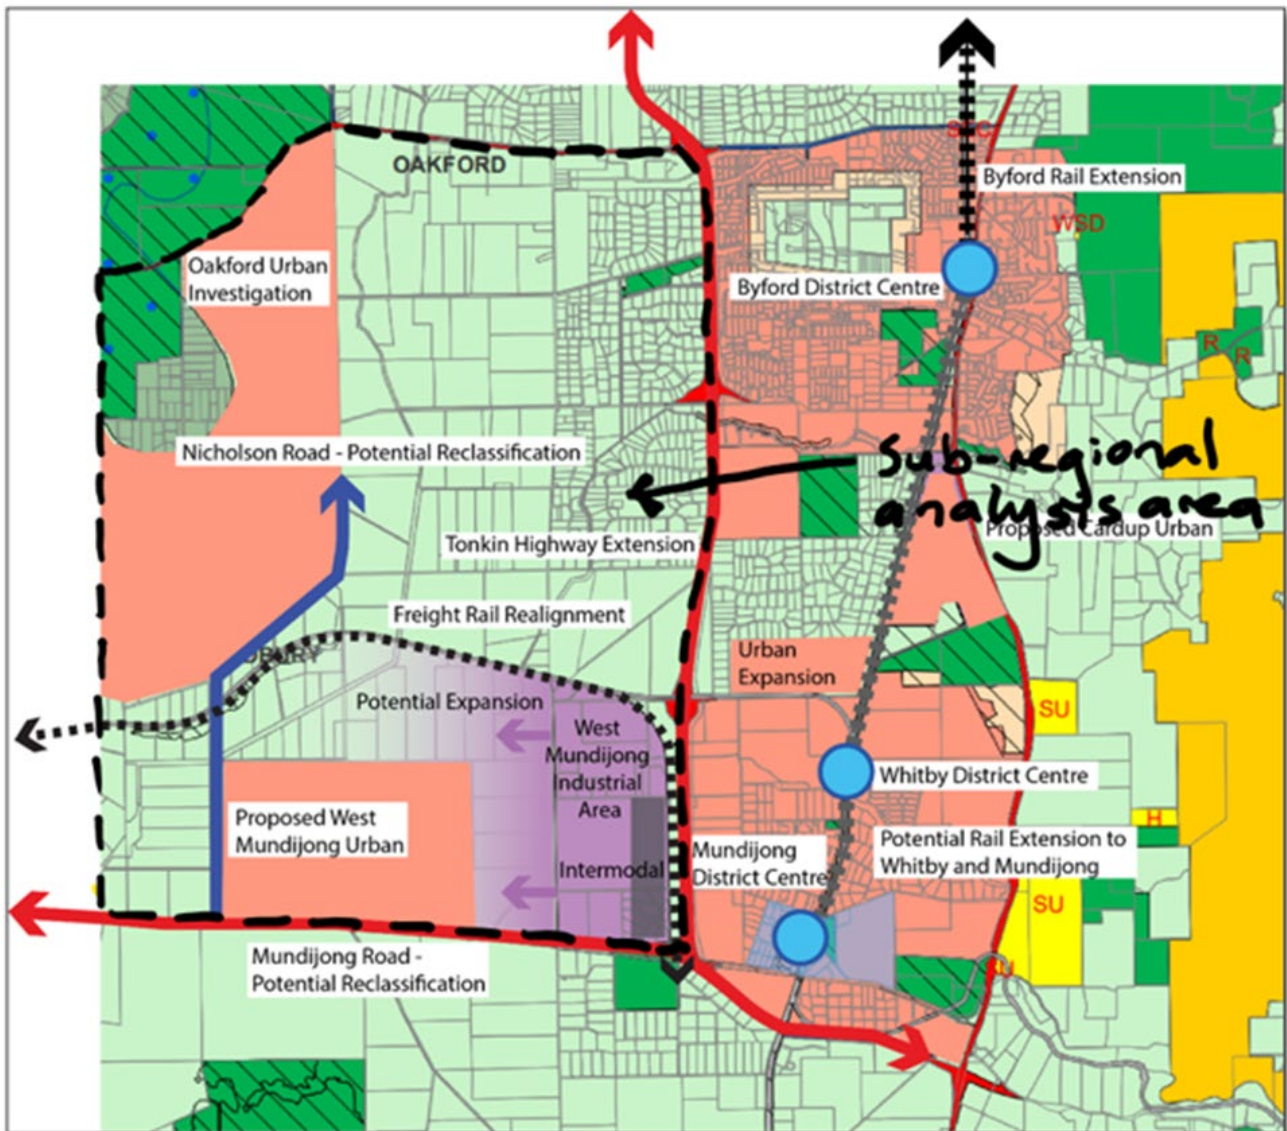 OAKFORD
SEC
Byford Rail Extension
WSD
Oakford Urban
Investigation
Byford District Centre
R
R
Nicholson Road - Potential Reclassification
Sub-regional
analysis area
Proposed Cardup Urban
Tonkin Highway Extension
Freight Rail Realignment
Urban
Expansion
Potential Expansion
SU
West
Mundijong
Industrial
Area
Whitby District Centre
Proposed West
Mundijong Urban
H
Potential Rail Extension to
Whitby and Mundijong
Mundijong
District Centre
Intermodal
SU
Mundijong Road -
Potential Reclassification